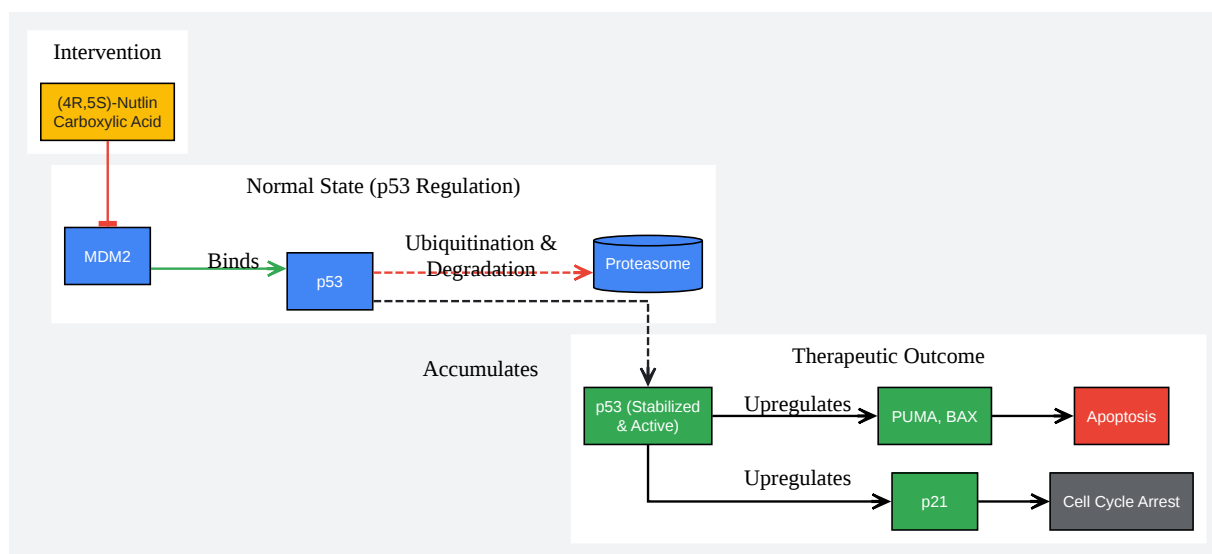 Intervention
(4R,5S)-Nutlin
Carboxylic Acid
Normal State (p53 Regulation)
MDM2
Binds
p53
Ubiquitination &
Degradation
Proteasome
Accumulates
Therapeutic Outcome
p53 (Stabilized
& Active)
Upregulates
PUMA, BAX
Apoptosis
Upregulates
p21
Cell Cycle Arrest